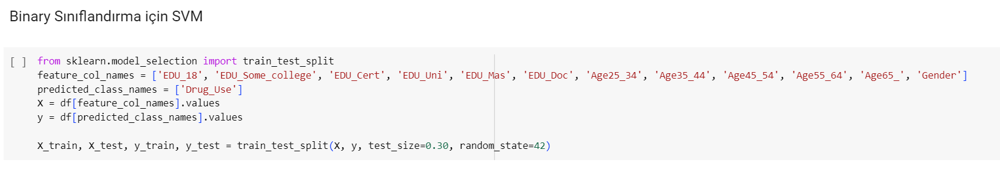 Binary Sınıflandırma için SVM
[ ] from sklearn.model_selection import train_test_split
feature_col_names = ['EDU_18', 'EDU_Some_college', 'EDU_Cert', 'EDU_Uni', 'EDU_Mas', 'EDU_Doc', 'Age25_34', 'Age35_44', 'Age45_54', 'Age55_64', 'Age65_', 'Gender']
predicted_class_names = ['Drug_Use']
X = df[feature_col_names].values
y = df[predicted_class_names].values
X_train, X_test, y_train, y_test = train_test_split(X, y, test_size=0.30, random_state=42)